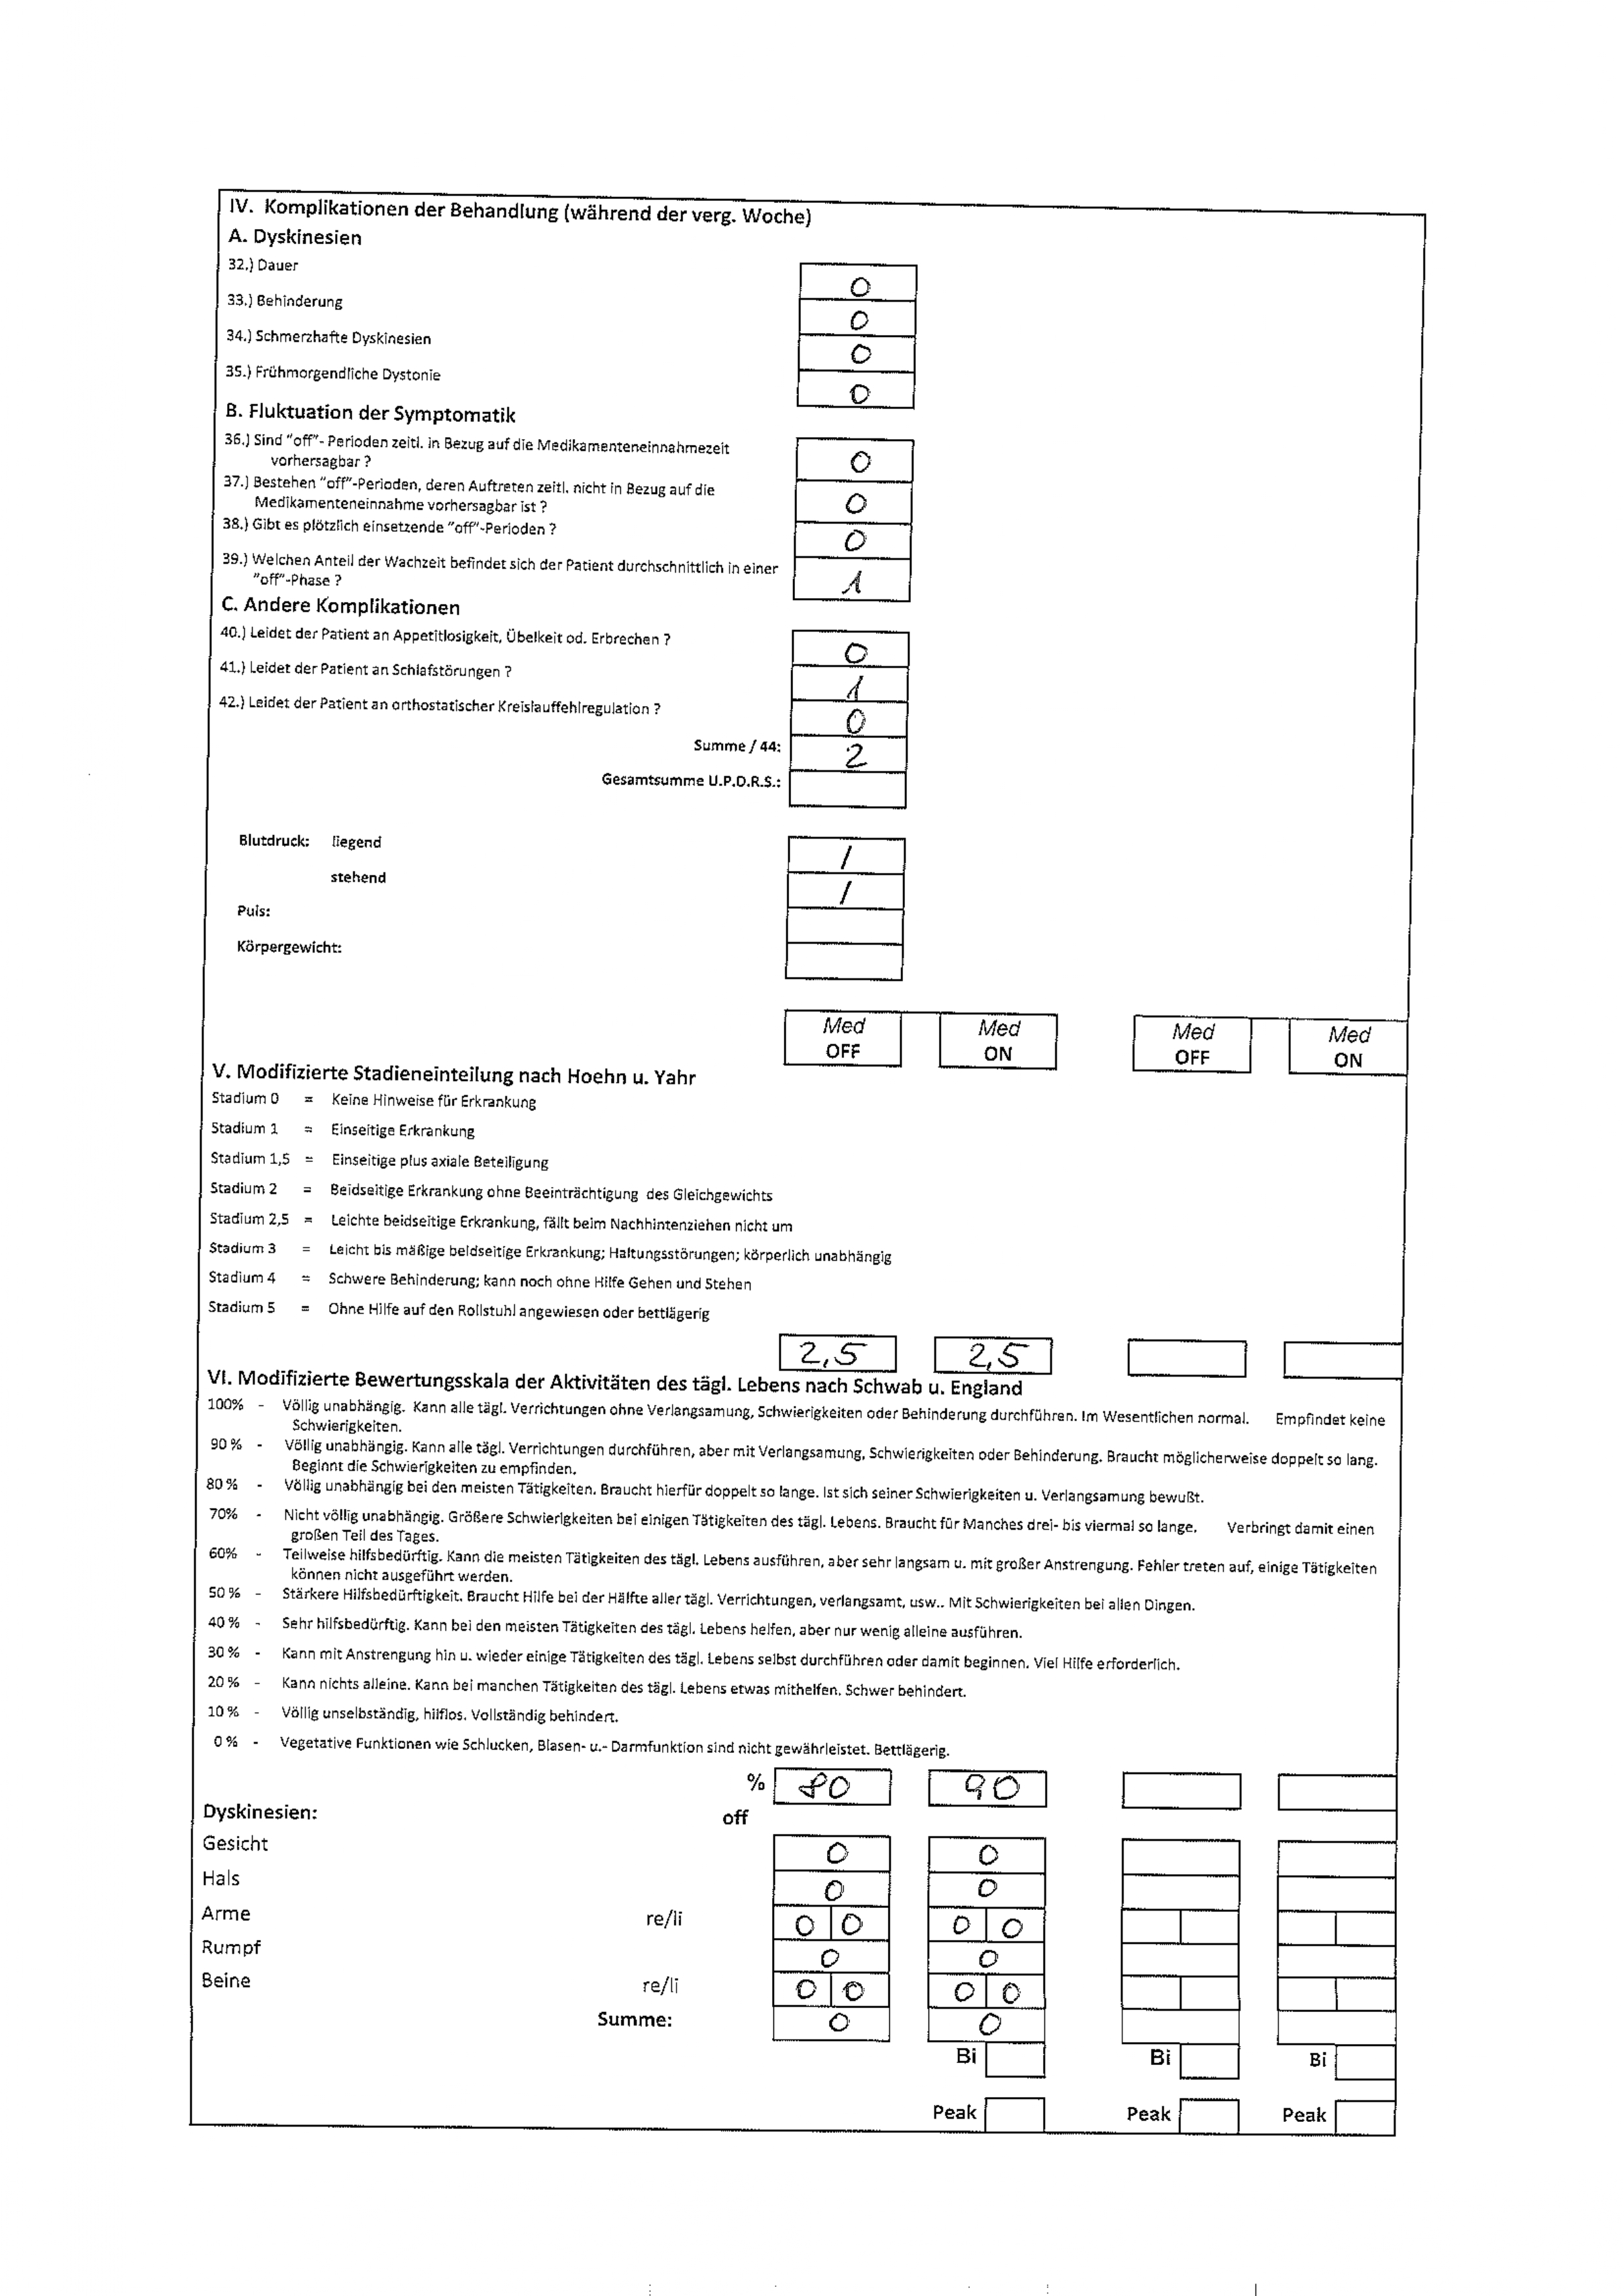 IV. Komplikationen der Behandlung (während der verg. Woche)
A. Dyskinesien
32.) Dauer 0
33.) Behinderung 0
34.) Schmerzhafte Dyskinesien 0
35.) Frühmorgendliche Dystonie 0
B. Fluktuation der Symptomatik
36.) Sind "off"- Perioden zeitl. in Bezug auf die Medikamenteneinnahmezeit
vorhersagbar ? 0
37.) Bestehen "off"-Perioden, deren Auftreten zeitl. nicht in Bezug auf die
Medikamenteneinnahme vorhersagbar ist ? 0
38.) Gibt es plötzlich einsetzende "off"-Perioden ? 0
39.) Welchen Anteil der Wachzeit befindet sich der Patient durchschnittlich in einer
"off"-Phase ? 1
C. Andere Komplikationen
40.) Leidet der Patient an Appetitlosigkeit, Übelkeit od. Erbrechen ? 0
41.) Leidet der Patient an Schlafstörungen ? 1
42.) Leidet der Patient an orthostatischer Kreislauffehlregulation ? 0
Summe / 44: 2
Gesamtsumme U.P.D.R.S.:
Blutdruck: liegend /
stehend /
Puls:
Körpergewicht:
Med Med Med Med
OFF ON OFF ON
V. Modifizierte Stadieneinteilung nach Hoehn u. Yahr
Stadium 0 = Keine Hinweise für Erkrankung
Stadium 1 = Einseitige Erkrankung
Stadium 1,5 = Einseitige plus axiale Beteiligung
Stadium 2 = Beidseitige Erkrankung ohne Beeinträchtigung des Gleichgewichts
Stadium 2,5 = Leichte beidseitige Erkrankung, fällt beim Nachhintenziehen nicht um
Stadium 3 = Leicht bis mäßige beidseitige Erkrankung; Haltungsstörungen; körperlich unabhängig
Stadium 4 = Schwere Behinderung; kann noch ohne Hilfe Gehen und Stehen
Stadium 5 = Ohne Hilfe auf den Rollstuhl angewiesen oder bettlägerig
2,5 2,5
VI. Modifizierte Bewertungsskala der Aktivitäten des tägl. Lebens nach Schwab u. England
100% - Völlig unabhängig. Kann alle tägl. Verrichtungen ohne Verlangsamung, Schwierigkeiten oder Behinderung durchführen. Im Wesentlichen normal. Empfindet keine
Schwierigkeiten.
90 % - Völlig unabhängig. Kann alle tägl. Verrichtungen durchführen, aber mit Verlangsamung, Schwierigkeiten oder Behinderung. Braucht möglicherweise doppelt so lang.
Beginnt die Schwierigkeiten zu empfinden.
80 % - Völlig unabhängig bei den meisten Tätigkeiten. Braucht hierfür doppelt so lange. Ist sich seiner Schwierigkeiten u. Verlangsamung bewußt.
70% - Nicht völlig unabhängig. Größere Schwierigkeiten bei einigen Tätigkeiten des tägl. Lebens. Braucht für Manches drei- bis viermal so lange. Verbringt damit einen
großen Teil des Tages.
60% - Teilweise hilfsbedürftig. Kann die meisten Tätigkeiten des tägl. Lebens ausführen, aber sehr langsam u. mit großer Anstrengung. Fehler treten auf, einige Tätigkeiten
können nicht ausgeführt werden.
50 % - Stärkere Hilfsbedürftigkeit. Braucht Hilfe bei der Hälfte aller tägl. Verrichtungen, verlangsamt, usw.. Mit Schwierigkeiten bei allen Dingen.
40 % - Sehr hilfsbedürftig. Kann bei den meisten Tätigkeiten des tägl. Lebens helfen, aber nur wenig alleine ausführen.
30 % - Kann mit Anstrengung hin u. wieder einige Tätigkeiten des tägl. Lebens selbst durchführen oder damit beginnen. Viel Hilfe erforderlich.
20 % - Kann nichts alleine. Kann bei manchen Tätigkeiten des tägl. Lebens etwas mithelfen. Schwer behindert.
10 % - Völlig unselbständig, hilflos. Vollständig behindert.
0 % - Vegetative Funktionen wie Schlucken, Blasen- u.- Darmfunktion sind nicht gewährleistet. Bettlägerig.
% 80 90
Dyskinesien: off
Gesicht 0 0
Hals 0 0
Arme re/li 0 0 0 0
Rumpf 0 0
Beine re/li 0 0 0 0
Summe: 0 0
Bi Bi Bi
Peak Peak Peak